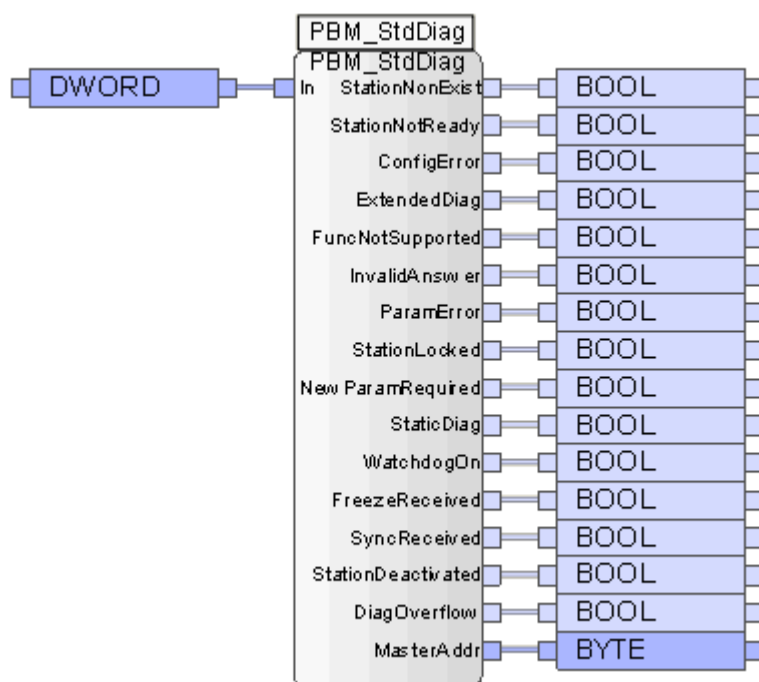 PBM_StdDiag
PBM_StdDiag
DWORD In StationNonExist BOOL
StationNotReady BOOL
ConfigError BOOL
ExtendedDiag BOOL
FuncNotSupported BOOL
InvalidAnswer BOOL
ParamError BOOL
StationLocked BOOL
NewParamRequired BOOL
StaticDiag BOOL
WatchdogOn BOOL
FreezeReceived BOOL
SyncReceived BOOL
StationDeactivated BOOL
DiagOverflow BOOL
MasterAddr BYTE